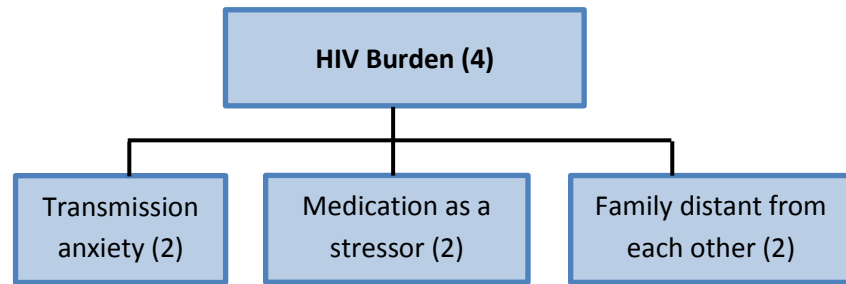 HIV Burden (4)
Transmission
anxiety (2)
Medication as a
stressor (2)
Family distant from
each other (2)